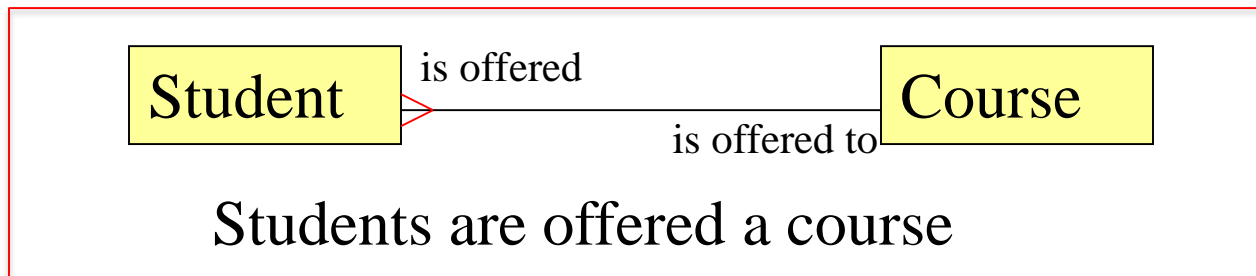 is offered
Student
Course
is offered to
Students are offered a course